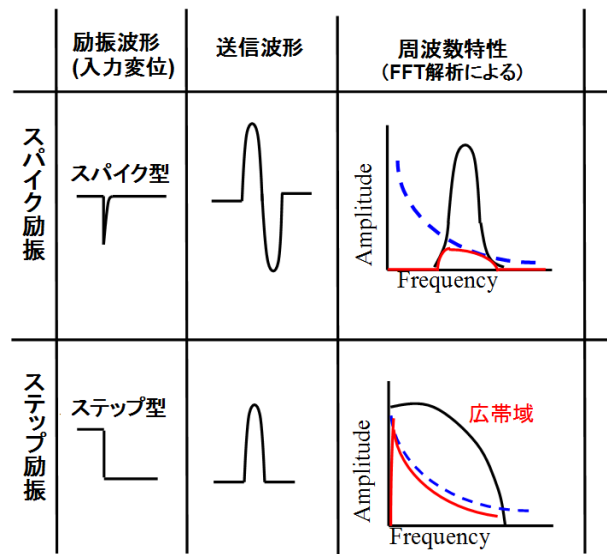 励振波形
(入力変位)
送信波形
周波数特性
(FFT解析による)
スパイク励振
スパイク型
Amplitude
Frequency
ステップ励振
ステップ型
Amplitude
広帯域
Frequency